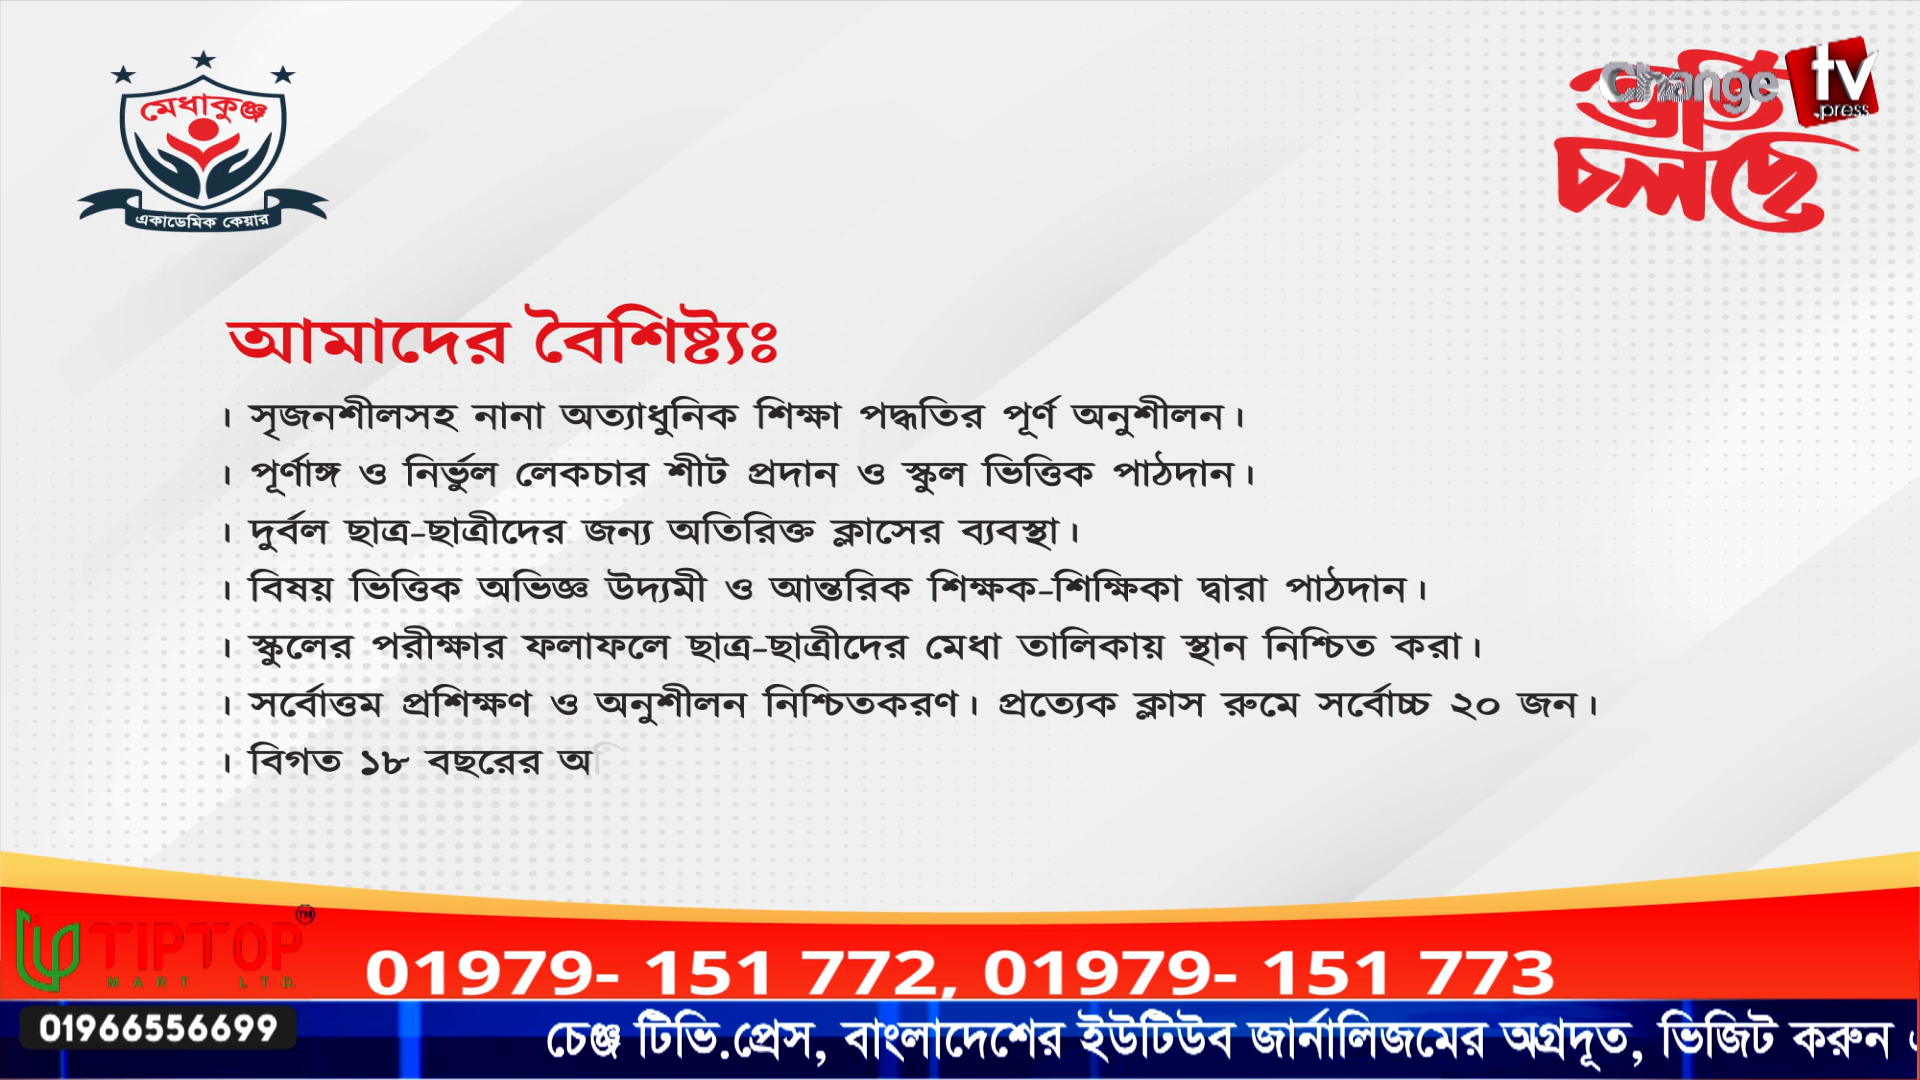 মেধাকুঞ্জ
একাডেমিক কেয়ার
Change tv .press
ভর্তি
চলছে
আমাদের বৈশিষ্ট্যঃ
। সৃজনশীলসহ নানা অত্যাধুনিক শিক্ষা পদ্ধতির পূর্ণ অনুশীলন।
। পূর্ণাঙ্গ ও নির্ভুল লেকচার শীট প্রদান ও স্কুল ভিত্তিক পাঠদান।
। দুর্বল ছাত্র-ছাত্রীদের জন্য অতিরিক্ত ক্লাসের ব্যবস্থা।
। বিষয় ভিত্তিক অভিজ্ঞ উদ্যমী ও আন্তরিক শিক্ষক-শিক্ষিকা দ্বারা পাঠদান।
। স্কুলের পরীক্ষার ফলাফলে ছাত্র-ছাত্রীদের মেধা তালিকায় স্থান নিশ্চিত করা।
। সর্বোত্তম প্রশিক্ষণ ও অনুশীলন নিশ্চিতকরণ। প্রত্যেক ক্লাস রুমে সর্বোচ্চ ২০ জন।
। বিগত ১৮ বছরের অ
TIPTOP TM
MART LTD.
01979- 151 772, 01979- 151 773
01966556699
চেঞ্জ টিভি.প্রেস, বাংলাদেশের ইউটিউব জার্নালিজমের অগ্রদূত, ভিজিট করুন